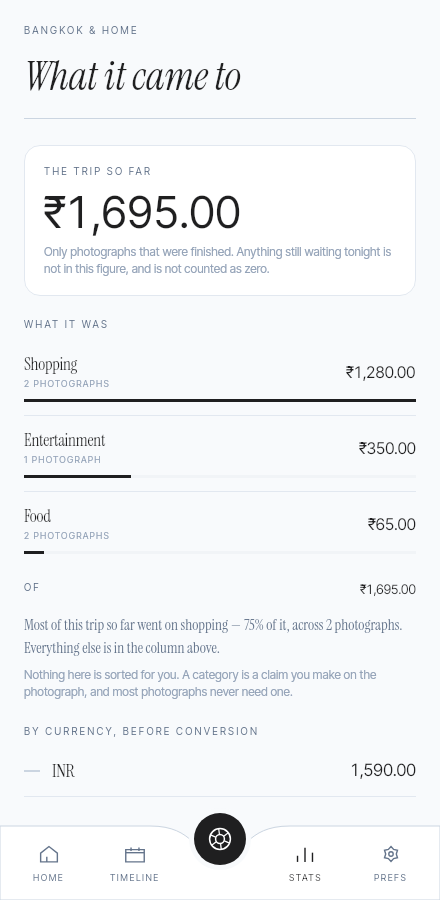 BANGKOK & HOME
What it came to
THE TRIP SO FAR
₹1,695.00
Only photographs that were finished. Anything still waiting tonight is
not in this figure, and is not counted as zero.
WHAT IT WAS
Shopping
₹1,280.00
2 PHOTOGRAPHS
Entertainment
₹350.00
1 PHOTOGRAPH
Food
₹65.00
2 PHOTOGRAPHS
OF
₹1,695.00
Most of this trip so far went on shopping — 75% of it, across 2 photographs.
Everything else is in the column above.
Nothing here is sorted for you. A category is a claim you make on the
photograph, and most photographs never need one.
BY CURRENCY, BEFORE CONVERSION
— INR
1,590.00
HOME
TIMELINE
STATS
PREFS